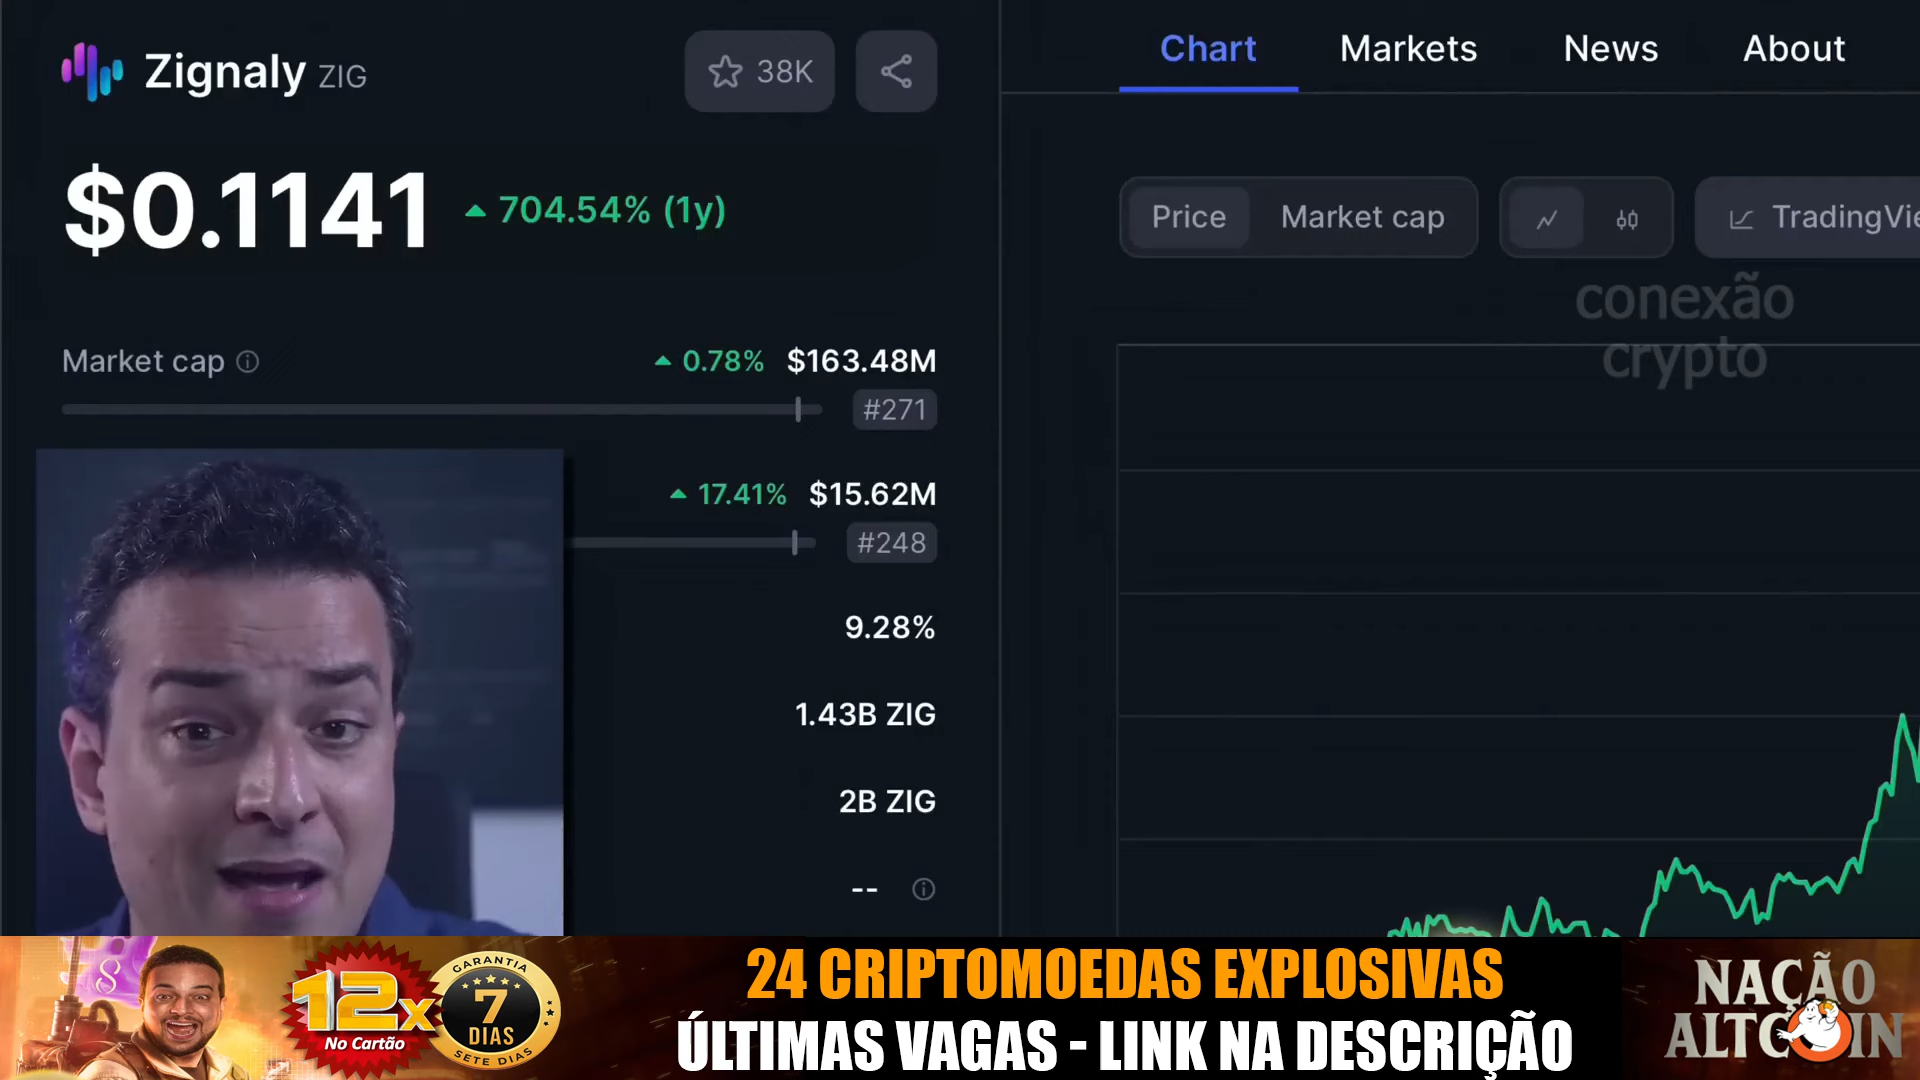 Zignaly ZIG
38K
$0.1141
704.54% (1y)
Market cap
0.78% $163.48M
#271
17.41% $15.62M
#248
9.28%
1.43B ZIG
2B ZIG
--
Chart Markets News About
Price Market cap
TradingVie
conexão
crypto
12x
No Cartão
GARANTIA
7
DIAS
SETE DIAS
24 CRIPTOMOEDAS EXPLOSIVAS
ÚLTIMAS VAGAS - LINK NA DESCRIÇÃO
NAÇÃO
ALTCOIN